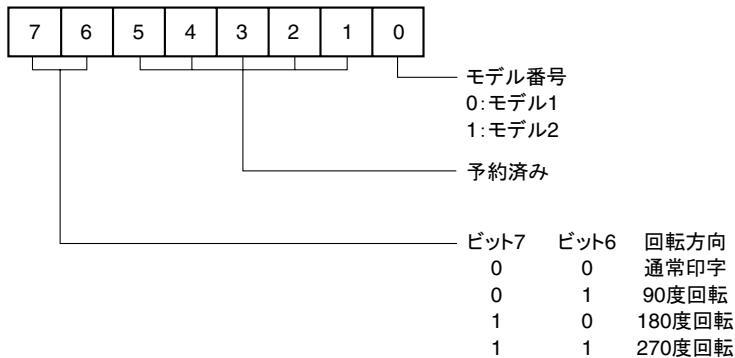 7 6 5 4 3 2 1 0
モデル番号
0:モデル1
1:モデル2
予約済み
ビット7 ビット6 回転方向
0 0 通常印字
0 1 90度回転
1 0 180度回転
1 1 270度回転